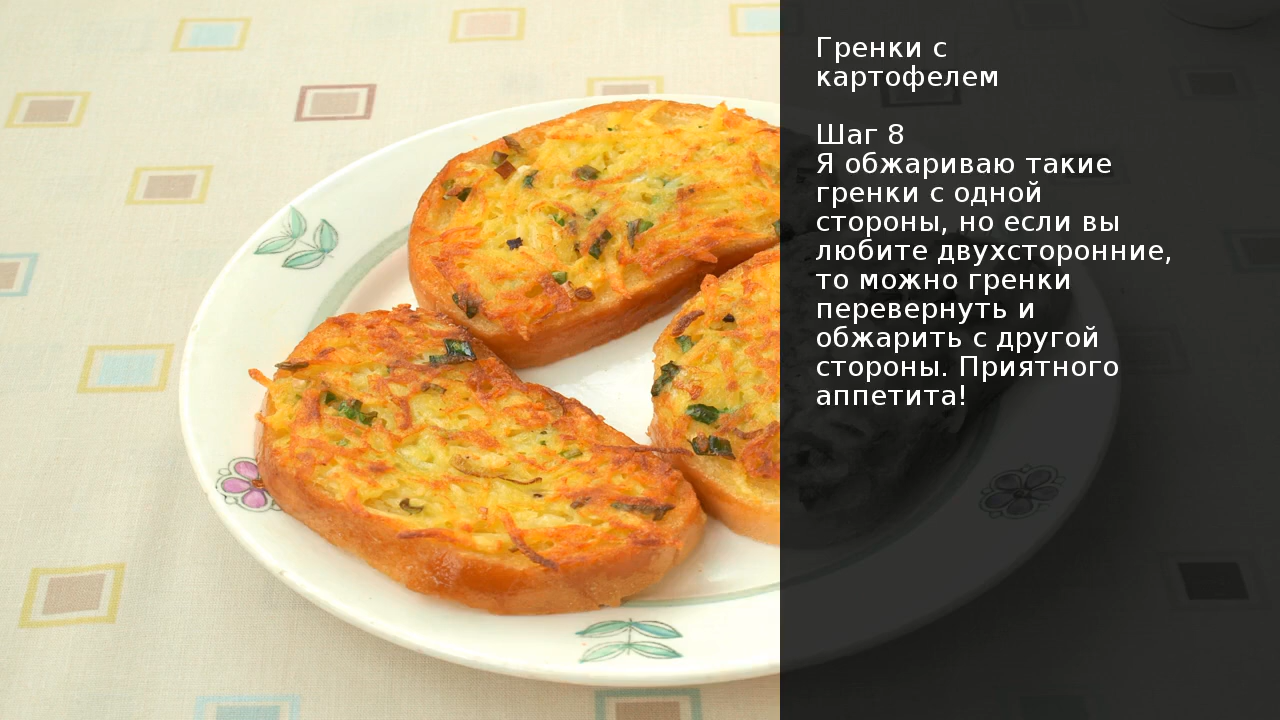 Гренки с
картофелем
Шаг 8
Я обжариваю такие
гренки с одной
стороны, но если вы
любите двухсторонние,
то можно гренки
перевернуть и
обжарить с другой
стороны. Приятного
аппетита!